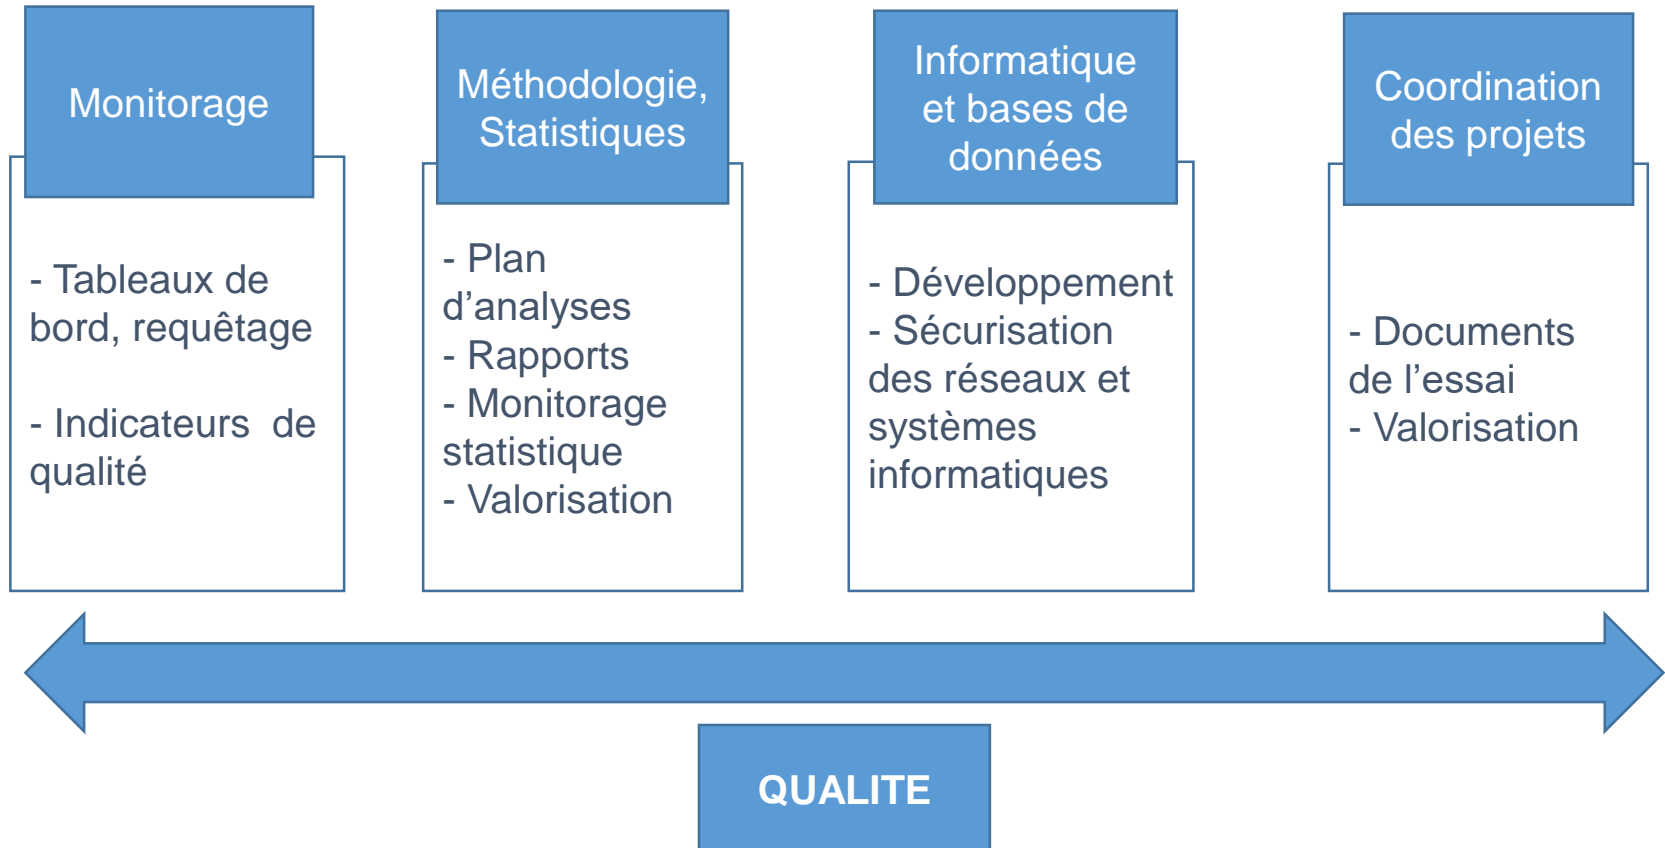 Monitorage
- Tableaux de
bord, requêtage
- Indicateurs  de
qualité
Méthodologie,
Statistiques
- Plan
d’analyses
- Rapports
- Monitorage
statistique
- Valorisation
Informatique
et bases de
données
- Développement
- Sécurisation
des réseaux et
systèmes
informatiques
Coordination
des projets
- Documents
de l’essai
- Valorisation
QUALITE